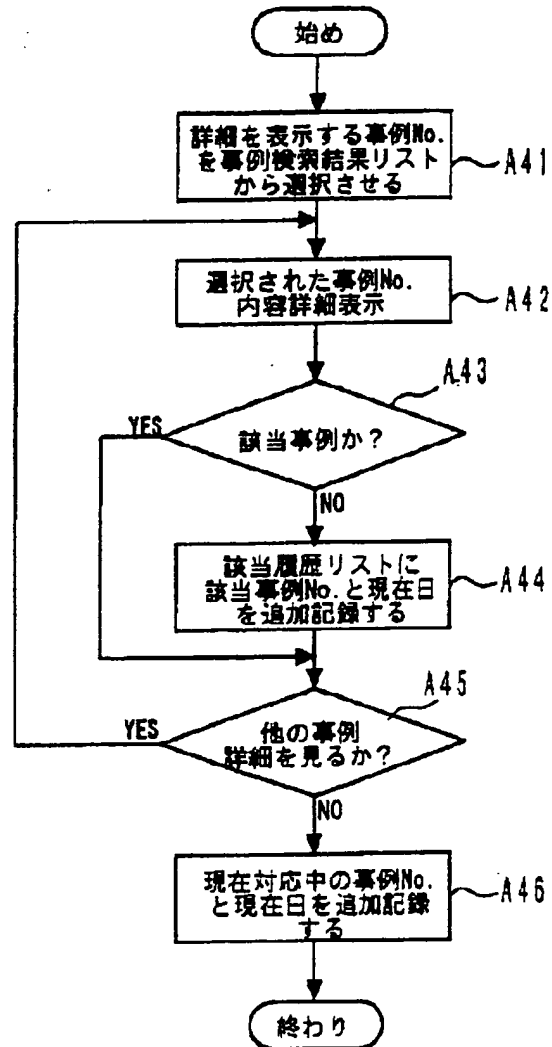 始め
詳細を表示する事例No.
を事例検索結果リスト
から選択させる
A41
選択された事例No.
内容詳細表示
A42
A43
YES
該当事例か?
NO
該当履歴リストに
該当事例No.と現在日
を追加記録する
A44
A45
YES
他の事例
詳細を見るか?
NO
現在対応中の事例No.
と現在日を追加記録
する
A46
終わり